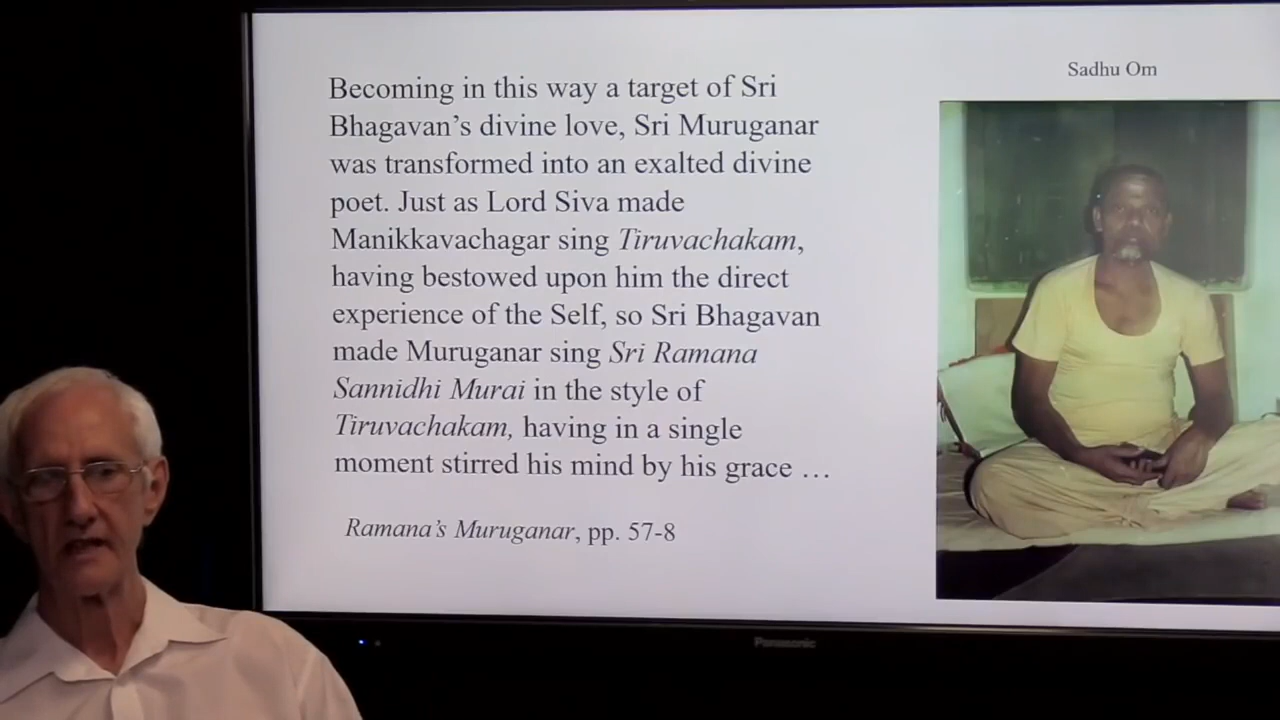 Becoming in this way a target of Sri
Bhagavan’s divine love, Sri Muruganar
was transformed into an exalted divine
poet. Just as Lord Siva made
Manikkavachagar sing Tiruvachakam,
having bestowed upon him the direct
experience of the Self, so Sri Bhagavan
made Muruganar sing Sri Ramana
Sannidhi Murai in the style of
Tiruvachakam, having in a single
moment stirred his mind by his grace …
Ramana’s Muruganar, pp. 57-8
Sadhu Om
Panasonic